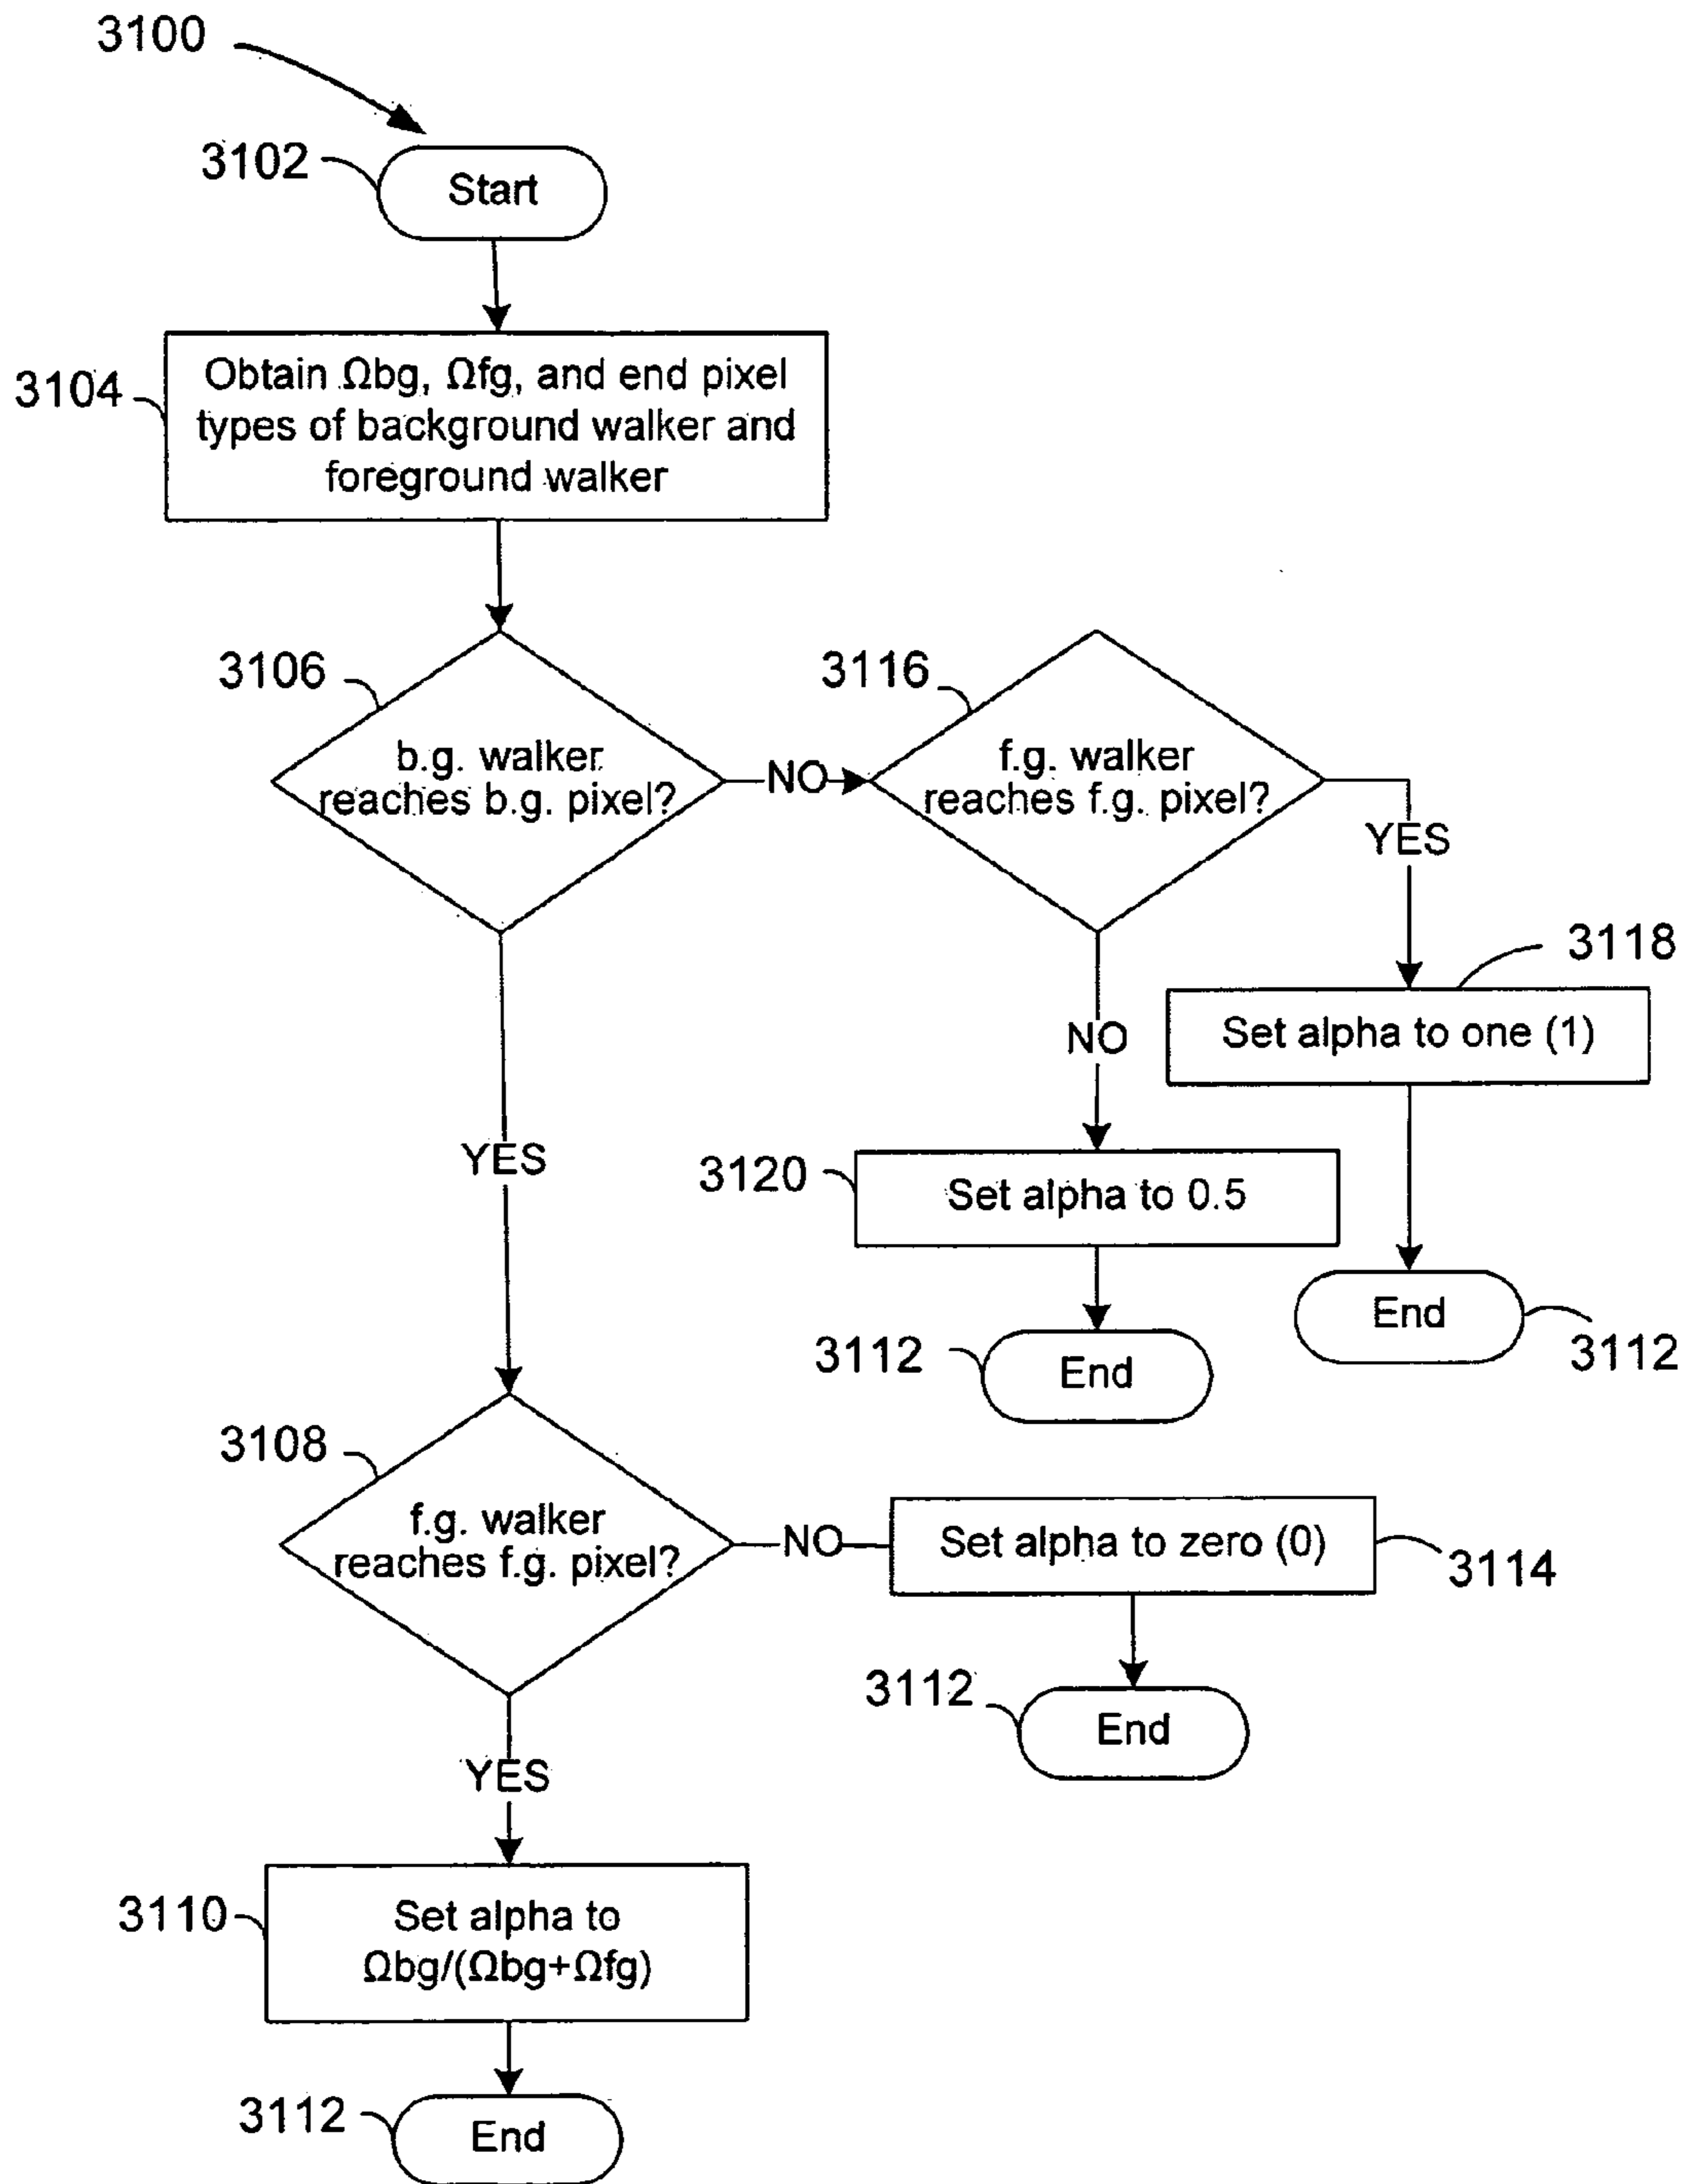 3100
3102
Start
3104
Obtain Ωbg, Ωfg, and end pixel
types of background walker and
foreground walker
3106
b.g. walker
reaches b.g. pixel?
NO
3116
f.g. walker
reaches f.g. pixel?
YES
3118
Set alpha to one (1)
NO
YES
3120
Set alpha to 0.5
End
3112
3112
End
3108
f.g. walker
reaches f.g. pixel?
NO
Set alpha to zero (0)
3114
3112
End
YES
3110
Set alpha to
Ωbg/(Ωbg+Ωfg)
3112
End